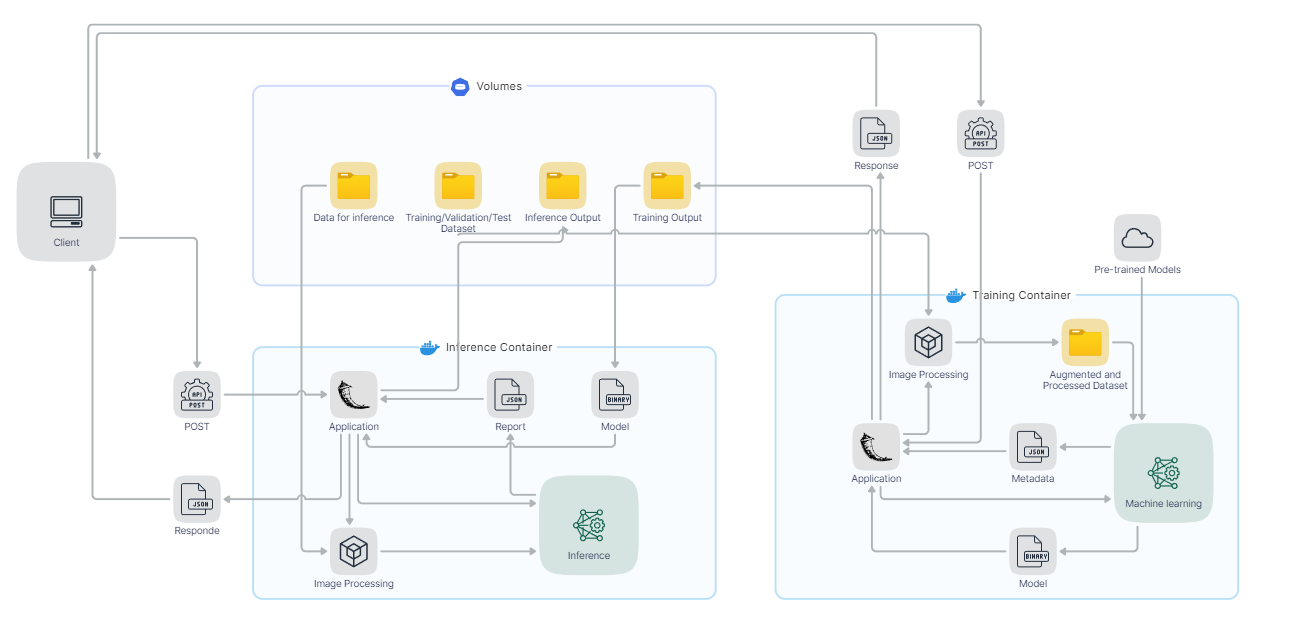 Volumes
API
POST
JSON
Response
POST
Client
Data for inference
Training/Validation/Test
Dataset
Inference Output
Training Output
Pre-trained Models
Training Container
Inference Container
Image Processing
Augmented and
Processed Dataset
API
POST
POST
Application
JSON
Report
BINARY
Model
Application
JSON
Metadata
Machine learning
JSON
Responde
Image Processing
Inference
BINARY
Model